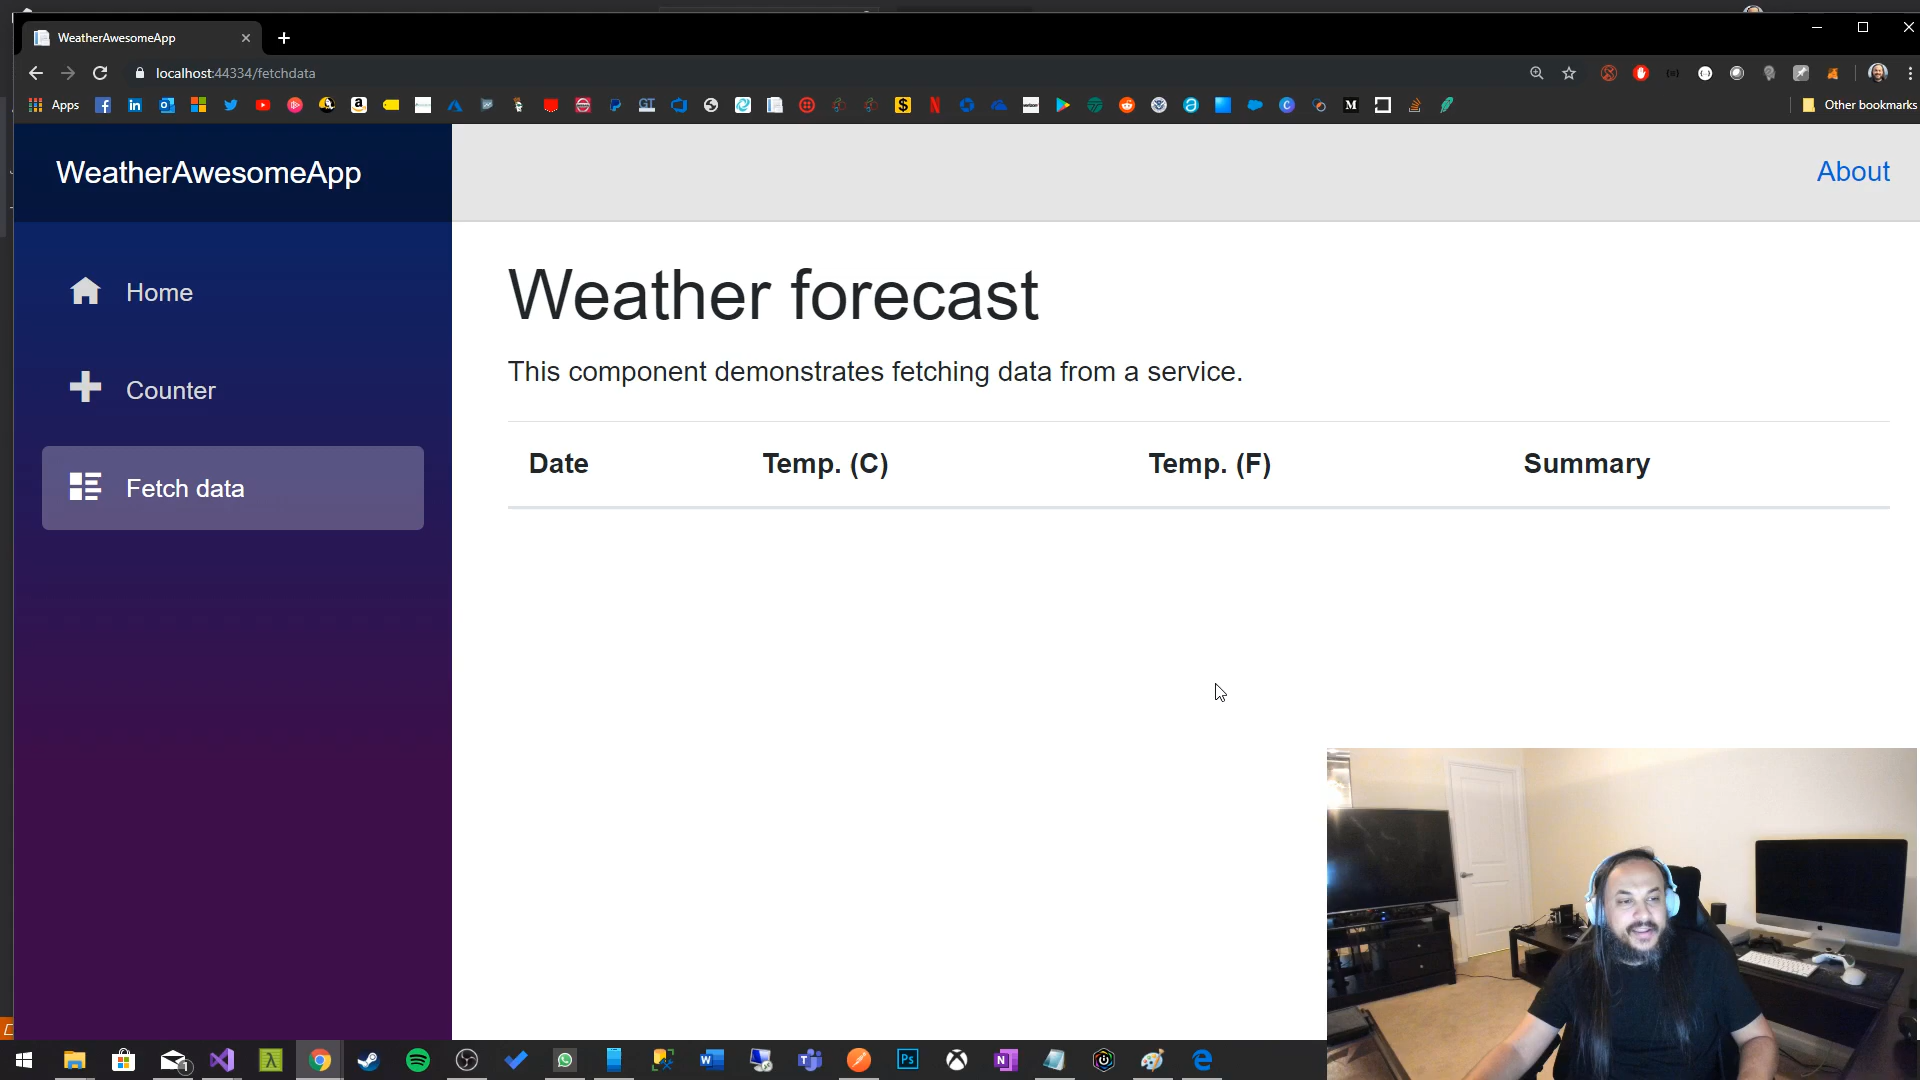 WeatherAwesomeApp
localhost:44334/fetchdata
Apps
Other bookmarks
WeatherAwesomeApp
About
Home
Counter
Fetch data
Weather forecast
This component demonstrates fetching data from a service.
Date Temp. (C) Temp. (F) Summary